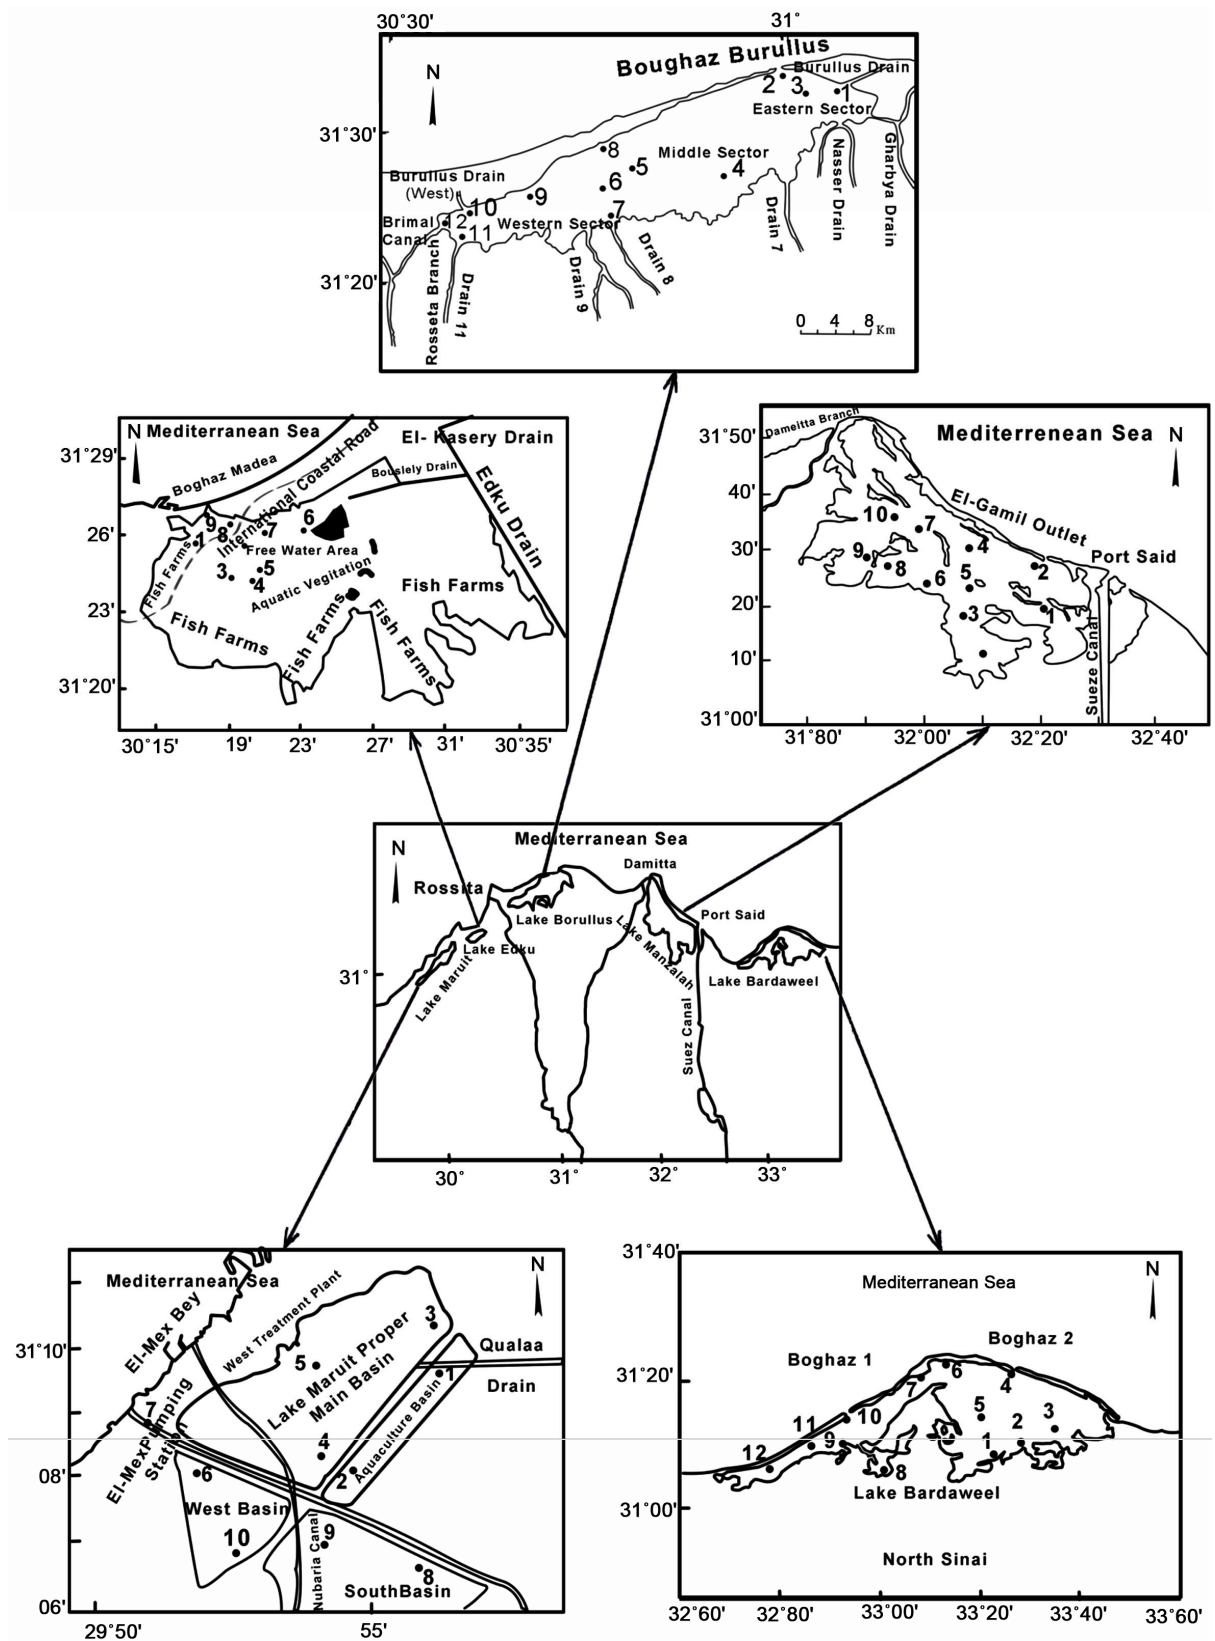 30°30'
31°
N
Boughaz Burullus
Burullus Drain
2
3
1
Eastern Sector
31°30'
8
Middle Sector
5
4
Nasser Drain
Gharbya Drain
Burullus Drain
(West)
6
9
10
7
Drain 7
Brimal
Canal
12
Western Sector
11
31°20'
Rosseta Branch
Drain 11
Drain 9
Drain 8
0 4 8 Km
N
Mediterranean Sea
El- Kasery Drain
31°29'
Boghaz Madea
International Coastal Road
Bouslely Drain
Edku Drain
26'
9
8
1
7
6
Free Water Area
Fish Farms
3
5
4
Aquatic Vegitation
Fish Farms
23'
Fish Farms
Fish Farms
Fish Farms
31°20'
30°15'
19'
23'
27'
31'
30°35'
Dameitta Branch
31°50'
Mediterrenean Sea
N
40'
El-Gamil Outlet
10
7
4
30'
9
8
5
2
Port Said
6
20'
3
1
Sueze Canal
10'
31°00'
31°80'
32°00'
32°20'
32°40'
Mediterranean Sea
N
Damitta
Rossita
Lake Borullus
Port Said
Lake Edku
Lake Manzalah
Lake Maruit
Lake Bardaweel
31°
Suez Canal
30°
31°
32°
33°
Mediterranean Sea
N
El-Mex Bey
West Treatment Plant
3
31°10'
Lake Maruit Proper
Main Basin
Qualaa
Drain
5
1
7
El-MexPumping
Station
Aquaculture Basin
4
08'
6
2
West Basin
10
9
Nubaria Canal
8
SouthBasin
06'
29°50'
55'
31°40'
Mediterranean Sea
N
Boghaz 2
Boghaz 1
31°20'
6
7
4
11
10
5
2
3
12
9
1
8
Lake Bardaweel
31°00'
North Sinai
32°60'
32°80'
33°00'
33°20'
33°40'
33°60'